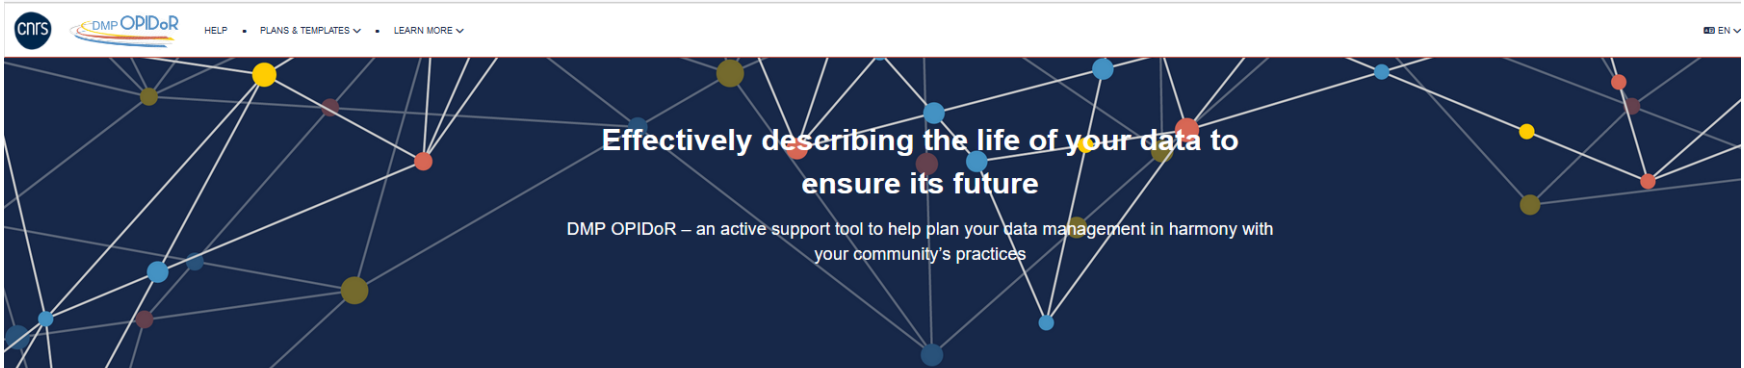 cnrs
DMP OPIDoR
HELP • PLANS & TEMPLATES • LEARN MORE
EN
Effectively describing the life of your data to
ensure its future
DMP OPIDoR – an active support tool to help plan your data management in harmony with
your community’s practices